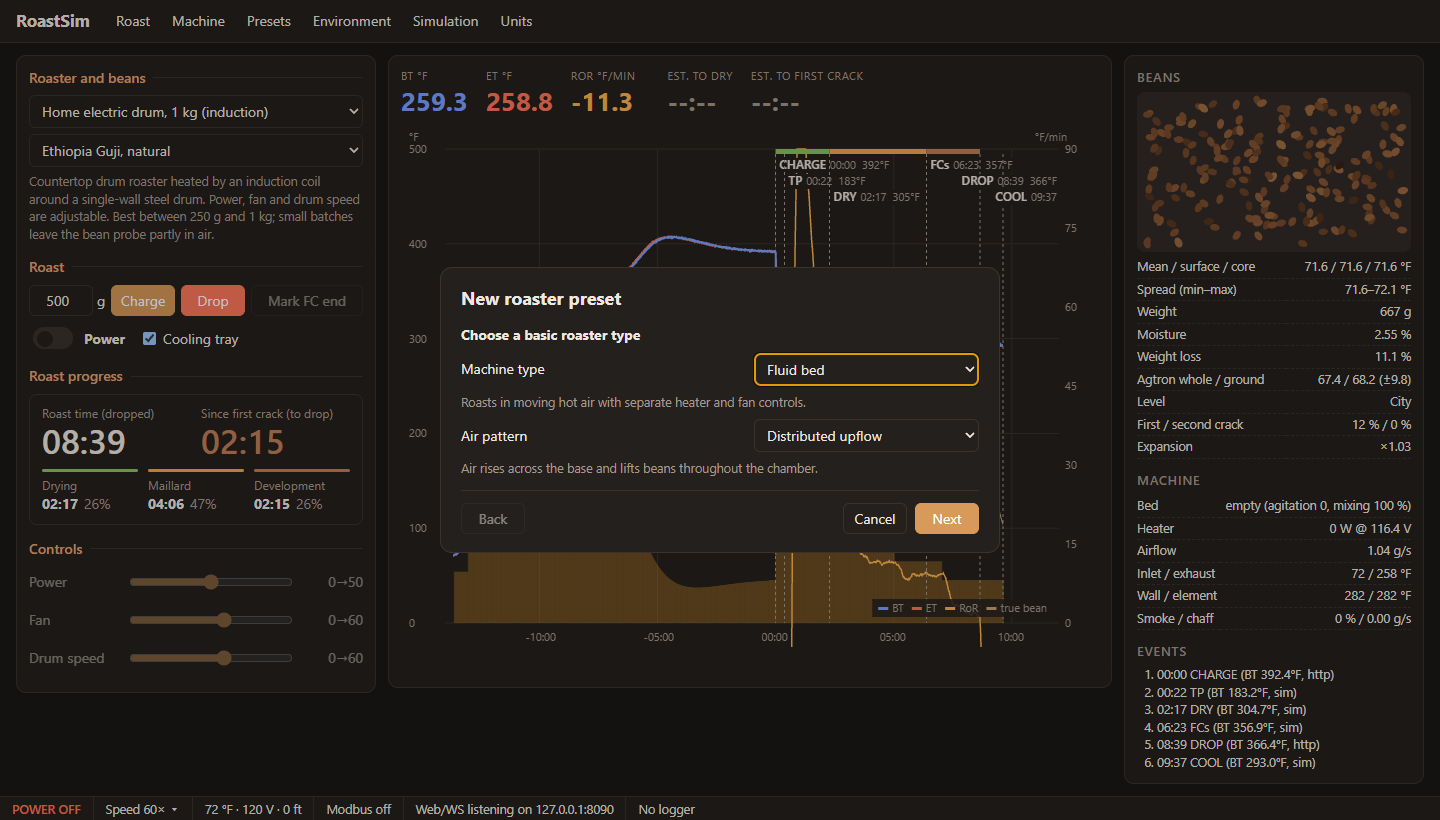 RoastSim Roast Machine Presets Environment Simulation Units
Roaster and beans
Home electric drum, 1 kg (induction)
Ethiopia Guji, natural
Countertop drum roaster heated by an induction coil
around a single-wall steel drum. Power, fan and drum speed
are adjustable. Best between 250 g and 1 kg; small batches
leave the bean probe partly in air.
Roast
500 g Charge Drop Mark FC end
Power Cooling tray
Roast progress
Roast time (dropped) Since first crack (to drop)
08:39 02:15
Drying Maillard Development
02:17 26% 04:06 47% 02:15 26%
Controls
Power 0→50
Fan 0→60
Drum speed 0→60
BT °F ET °F ROR °F/MIN EST. TO DRY EST. TO FIRST CRACK
259.3 258.8 -11.3 --:-- --:--
°F °F/min
500 90
CHARGE 00:00 392°F FCs 06:23 357°F
TP 00:22 183°F DROP 08:39 366°F
DRY 02:17 305°F COOL 09:37
75
400
60
300
45
200
30
100
15
0 0
BT ET RoR true bean
-10:00 -05:00 00:00 05:00 10:00
New roaster preset
Choose a basic roaster type
Machine type Fluid bed
Roasts in moving hot air with separate heater and fan controls.
Air pattern Distributed upflow
Air rises across the base and lifts beans throughout the chamber.
Back Cancel Next
BEANS
Mean / surface / core 71.6 / 71.6 / 71.6 °F
Spread (min–max) 71.6–72.1 °F
Weight 667 g
Moisture 2.55 %
Weight loss 11.1 %
Agtron whole / ground 67.4 / 68.2 (±9.8)
Level City
First / second crack 12 % / 0 %
Expansion ×1.03
MACHINE
Bed empty (agitation 0, mixing 100 %)
Heater 0 W @ 116.4 V
Airflow 1.04 g/s
Inlet / exhaust 72 / 258 °F
Wall / element 282 / 282 °F
Smoke / chaff 0 % / 0.00 g/s
EVENTS
1. 00:00 CHARGE (BT 392.4°F, http)
2. 00:22 TP (BT 183.2°F, sim)
3. 02:17 DRY (BT 304.7°F, sim)
4. 06:23 FCs (BT 356.9°F, sim)
5. 08:39 DROP (BT 366.4°F, http)
6. 09:37 COOL (BT 293.0°F, sim)
POWER OFF Speed 60× 72 °F · 120 V · 0 ft Modbus off Web/WS listening on 127.0.0.1:8090 No logger